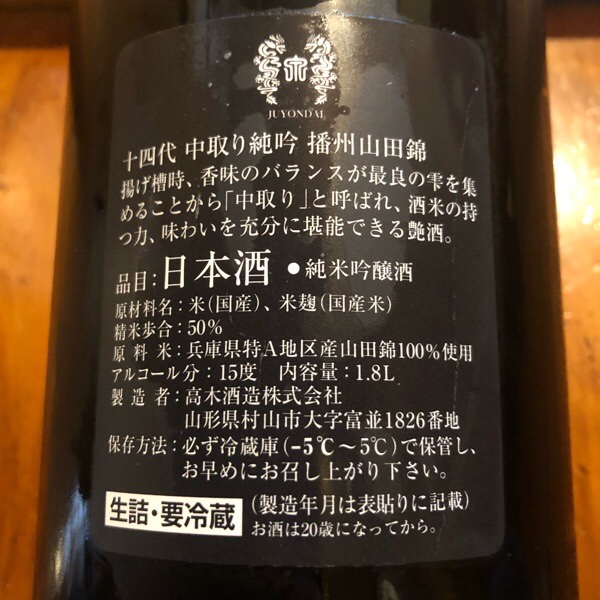 JUYONDAI
十四代 中取り純吟 播州山田錦
揚げ槽時、香味のバランスが最良の雫を集
めることから「中取り」と呼ばれ、酒米の持
つ力、味わいを充分に堪能できる艶酒。
品目:日本酒 ●純米吟醸酒
原材料名:米(国産)、米麹(国産米)
精米歩合:50%
原料米:兵庫県特A地区産山田錦100%使用
アルコール分:15度 内容量:1.8L
製造者:高木酒造株式会社
山形県村山市大字富並1826番地
保存方法:必ず冷蔵庫(-5℃~5℃)で保管し、
お早めにお召し上がり下さい。
生詰・要冷蔵
(製造年月は表貼りに記載)
お酒は20歳になってから。